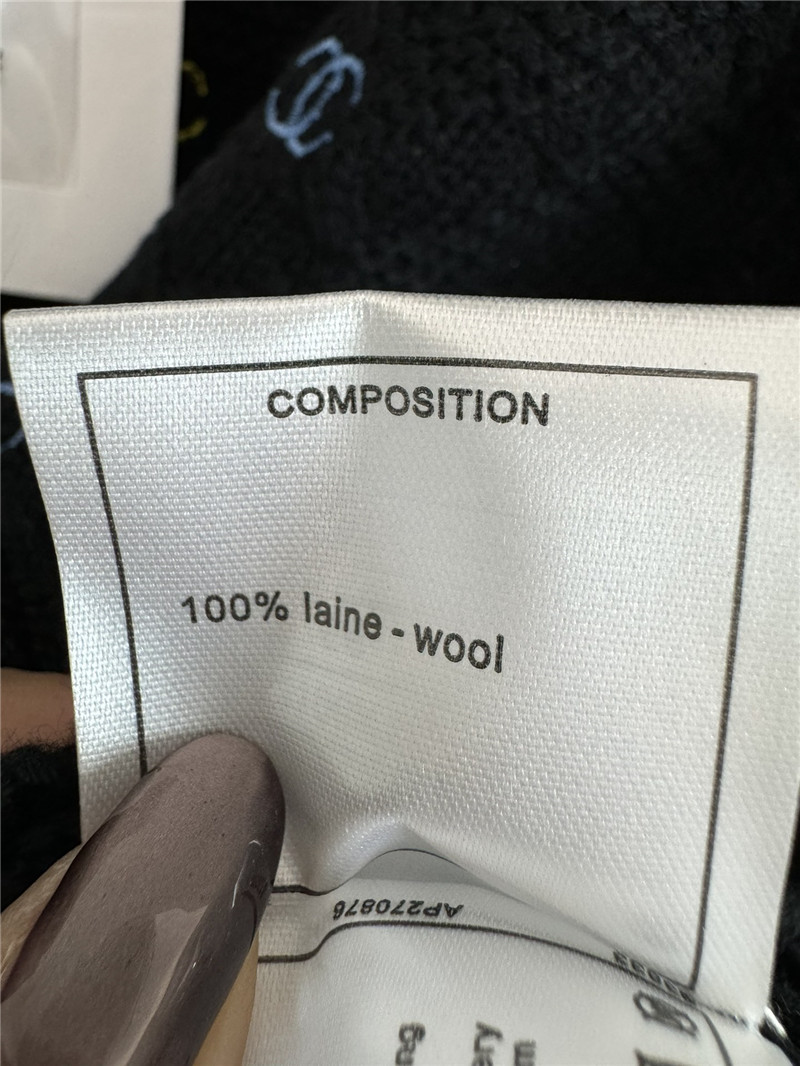 COMPOSITION
100% laine - wool
AP270876